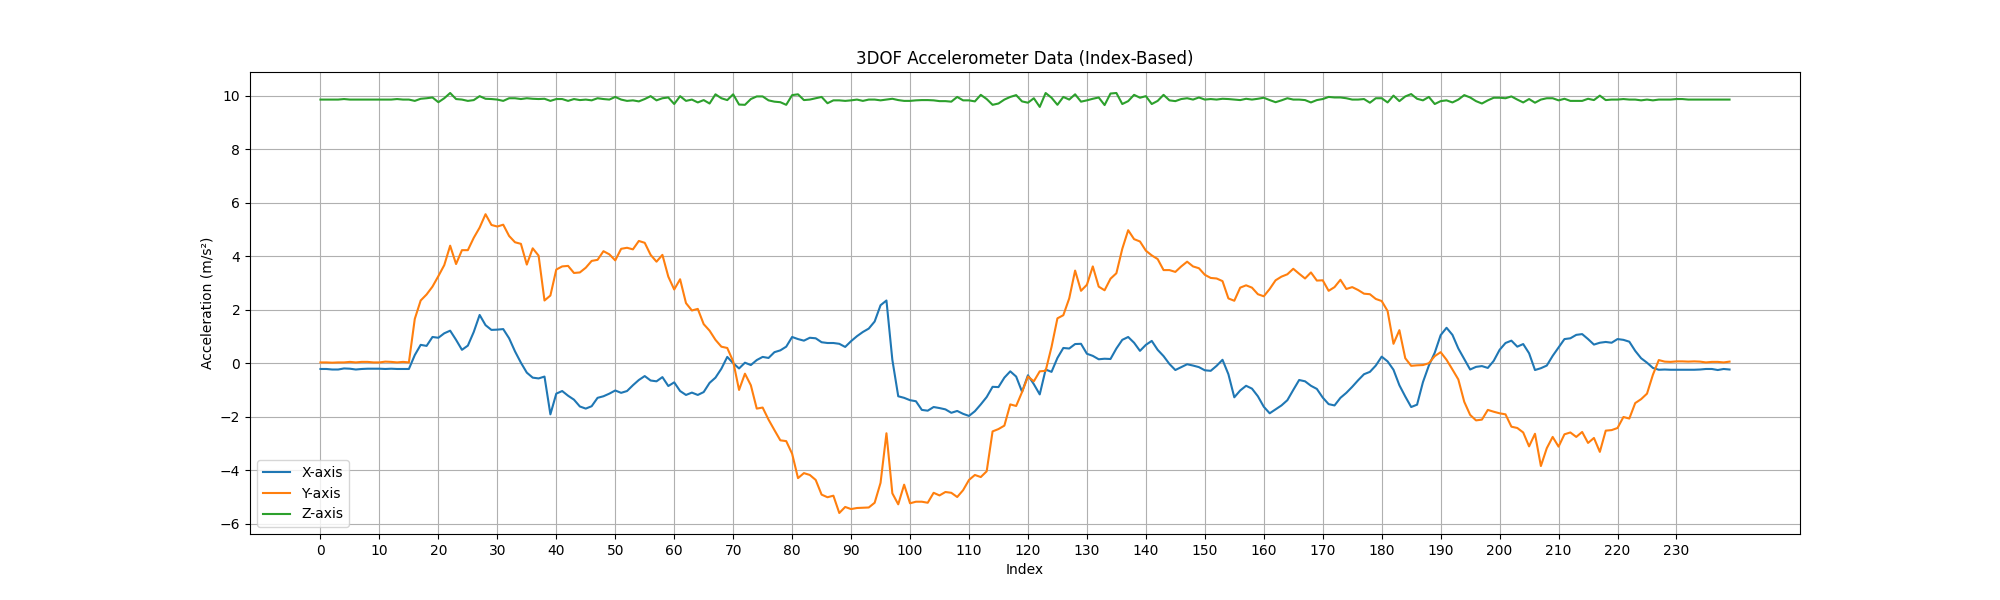 3DOF Accelerometer Data (Index-Based)
Acceleration (m/s²)
10
8
6
4
2
0
−2
−4
−6
X-axis
Y-axis
Z-axis
0 10 20 30 40 50 60 70 80 90 100 110 120 130 140 150 160 170 180 190 200 210 220 230
Index